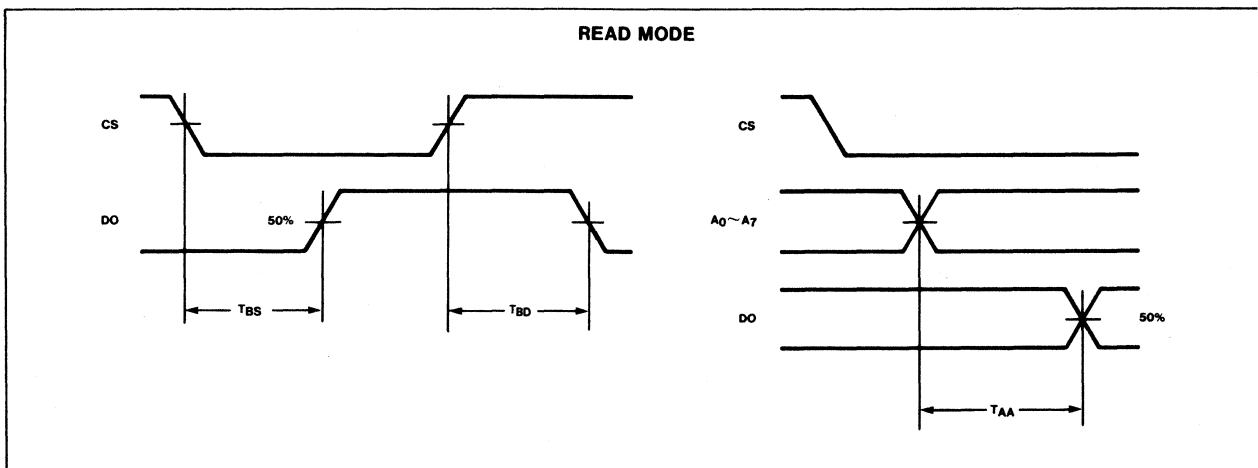 READ MODE
CS
DO
50%
TBS
TBD
CS
A0~A7
DO
50%
TAA